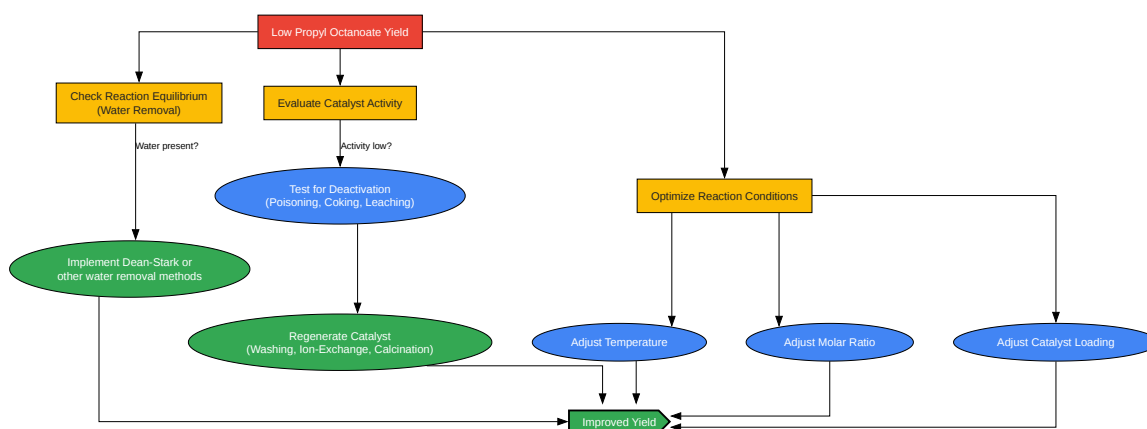 Low Propyl Octanoate Yield
Check Reaction Equilibrium
(Water Removal)
Evaluate Catalyst Activity
Water present?
Activity low?
Test for Deactivation
(Poisoning, Coking, Leaching)
Optimize Reaction Conditions
Implement Dean-Stark or
other water removal methods
Regenerate Catalyst
(Washing, Ion-Exchange, Calcination)
Adjust Temperature
Adjust Molar Ratio
Adjust Catalyst Loading
Improved Yield